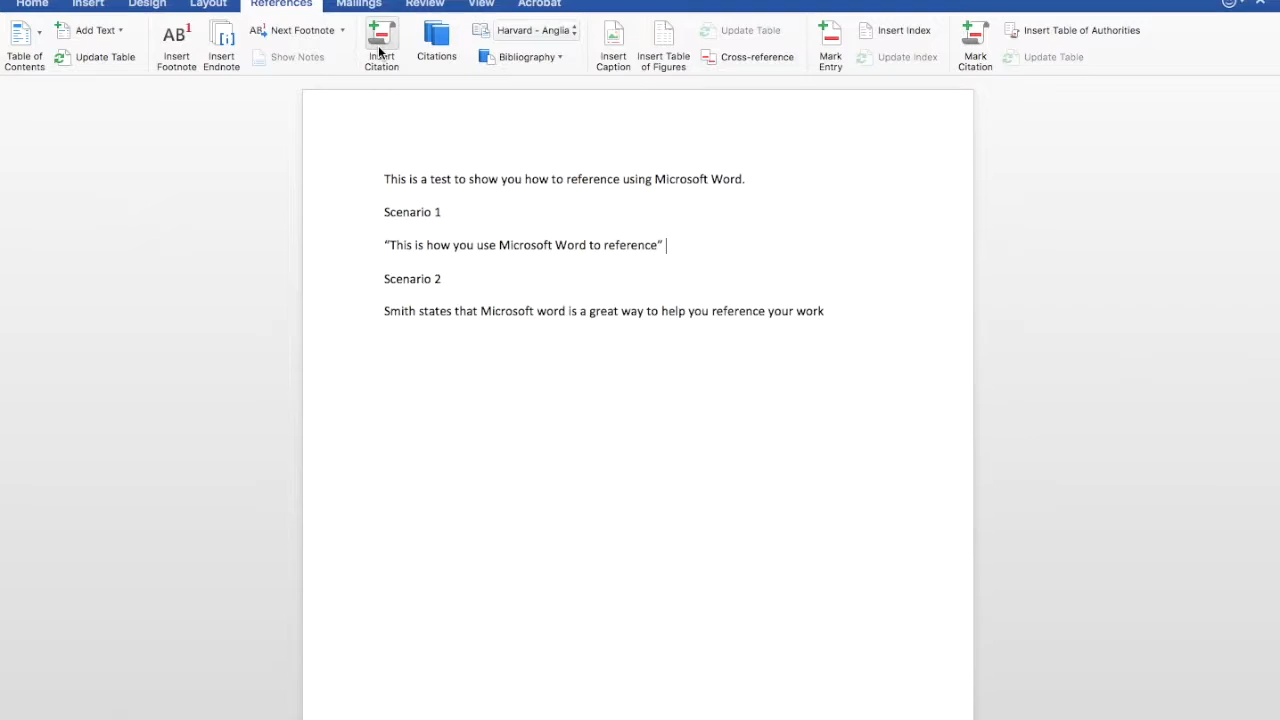 Home Insert Design Layout References Mailings Review View Acrobat
Table of Contents
Add Text
Update Table
AB1 Insert Footnote
[i] Insert Endnote
AB1 Next Footnote
Show Notes
Insert Citation
Citations
Harvard - Anglia
Bibliography
Insert Caption
Insert Table of Figures
Update Table
Cross-reference
Mark Entry
Insert Index
Update Index
Mark Citation
Insert Table of Authorities
Update Table
This is a test to show you how to reference using Microsoft Word.
Scenario 1
“This is how you use Microsoft Word to reference”
Scenario 2
Smith states that Microsoft word is a great way to help you reference your work